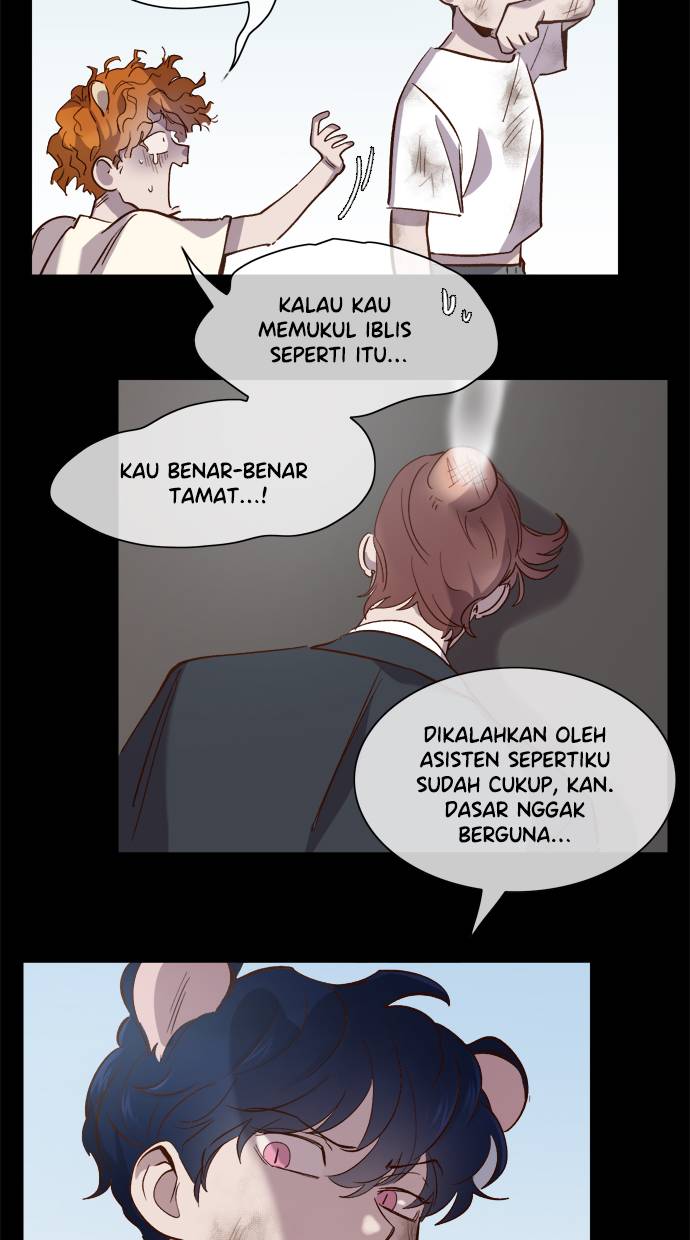 KALAU KAU
MEMUKUL IBLIS
SEPERTI ITU...
KAU BENAR-BENAR
TAMAT...!
DIKALAHKAN OLEH
ASISTEN SEPERTIKU
SUDAH CUKUP, KAN.
DASAR NGGAK
BERGUNA...